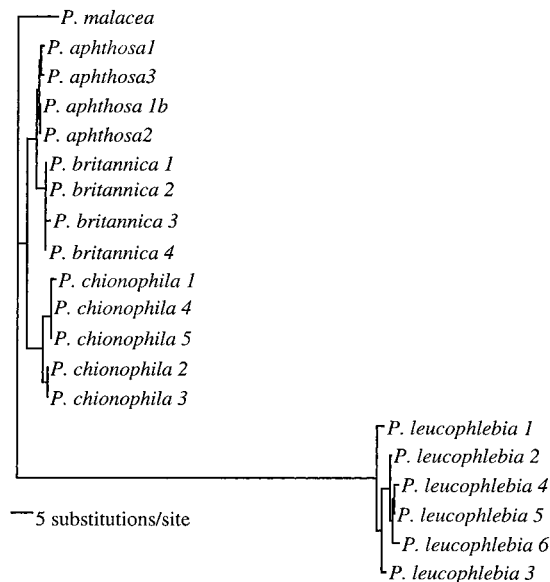 P. malacea
P. aphthosa1
P. aphthosa3
P. aphthosa 1b
P. aphthosa2
P. britannica 1
P. britannica 2
P. britannica 3
P. britannica 4
P. chionophila 1
P. chionophila 4
P. chionophila 5
P. chionophila 2
P. chionophila 3
P. leucophlebia 1
P. leucophlebia 2
P. leucophlebia 4
P. leucophlebia 5
P. leucophlebia 6
P. leucophlebia 3
5 substitutions/site